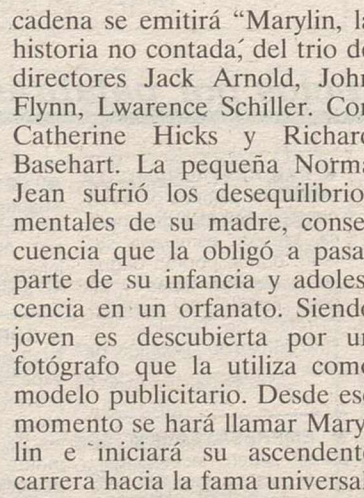 cadena se emitirá “Marylin, la
historia no contada,´ del trio de
directores Jack Arnold, John
Flynn, Lwarence Schiller. Con
Catherine Hicks y Richard
Basehart. La pequeña Norma
Jean sufrió los desequilibrio
mentales de su madre, conse
cuencia que la obligó a pasa
parte de su infancia y adoles
cencia en un orfanato. Siendo
joven es descubierta por un
fotógrafo que la utiliza como
modelo publicitario. Desde ese
momento se hará llamar Mary
lin e iniciará su ascendente
carrera hacia la fama universa